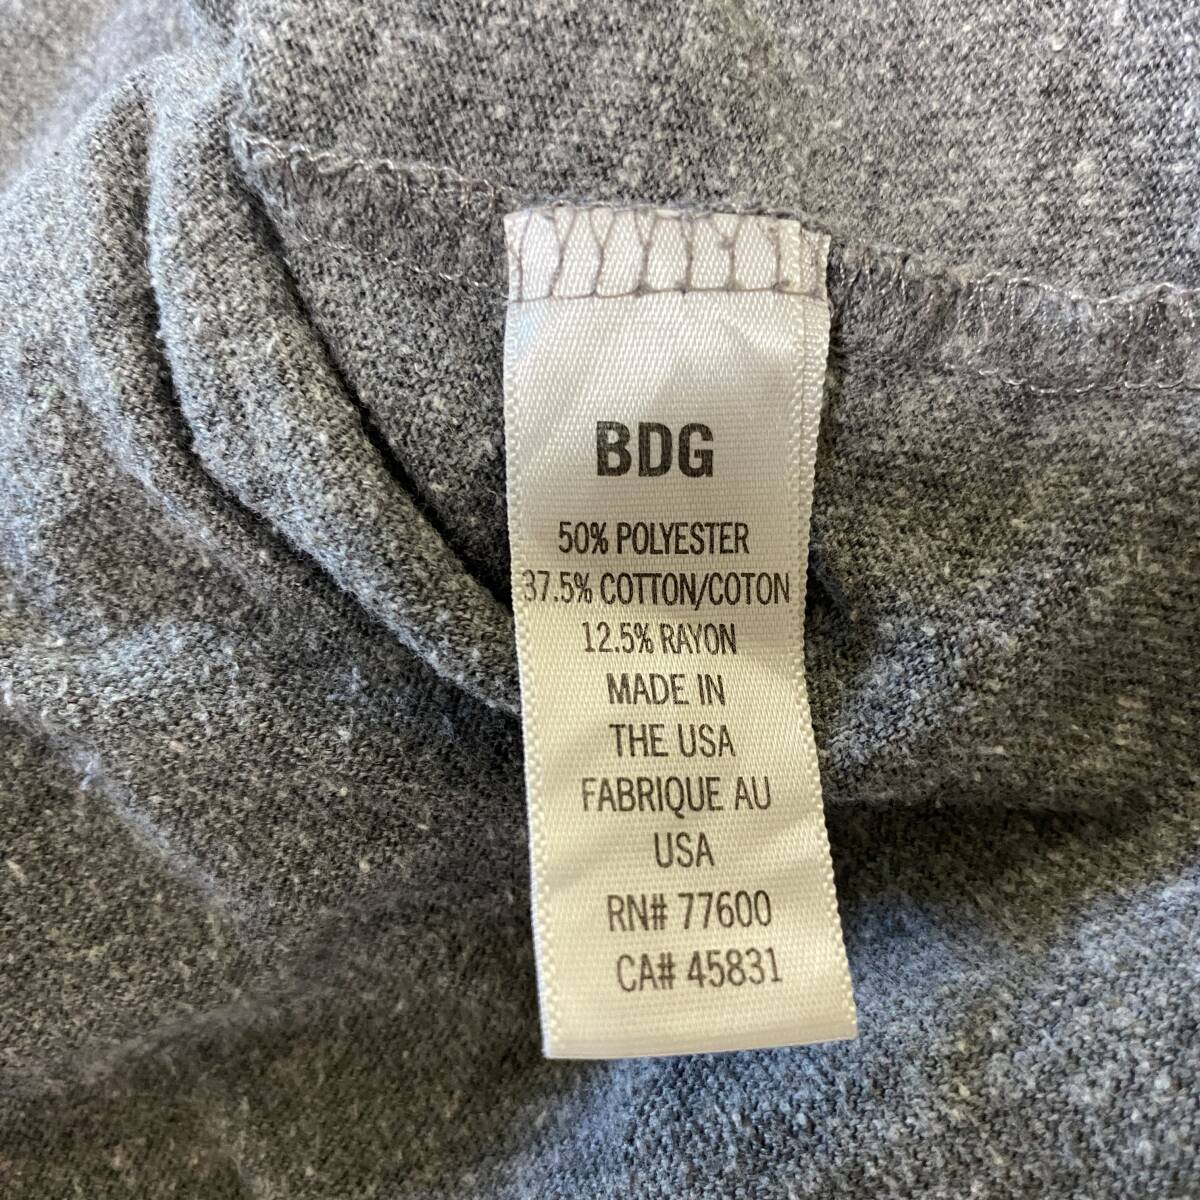 BDG
50% POLYESTER
37.5% COTTON/COTON
12.5% RAYON
MADE IN
THE USA
FABRIQUE AU
USA
RN# 77600
CA# 45831